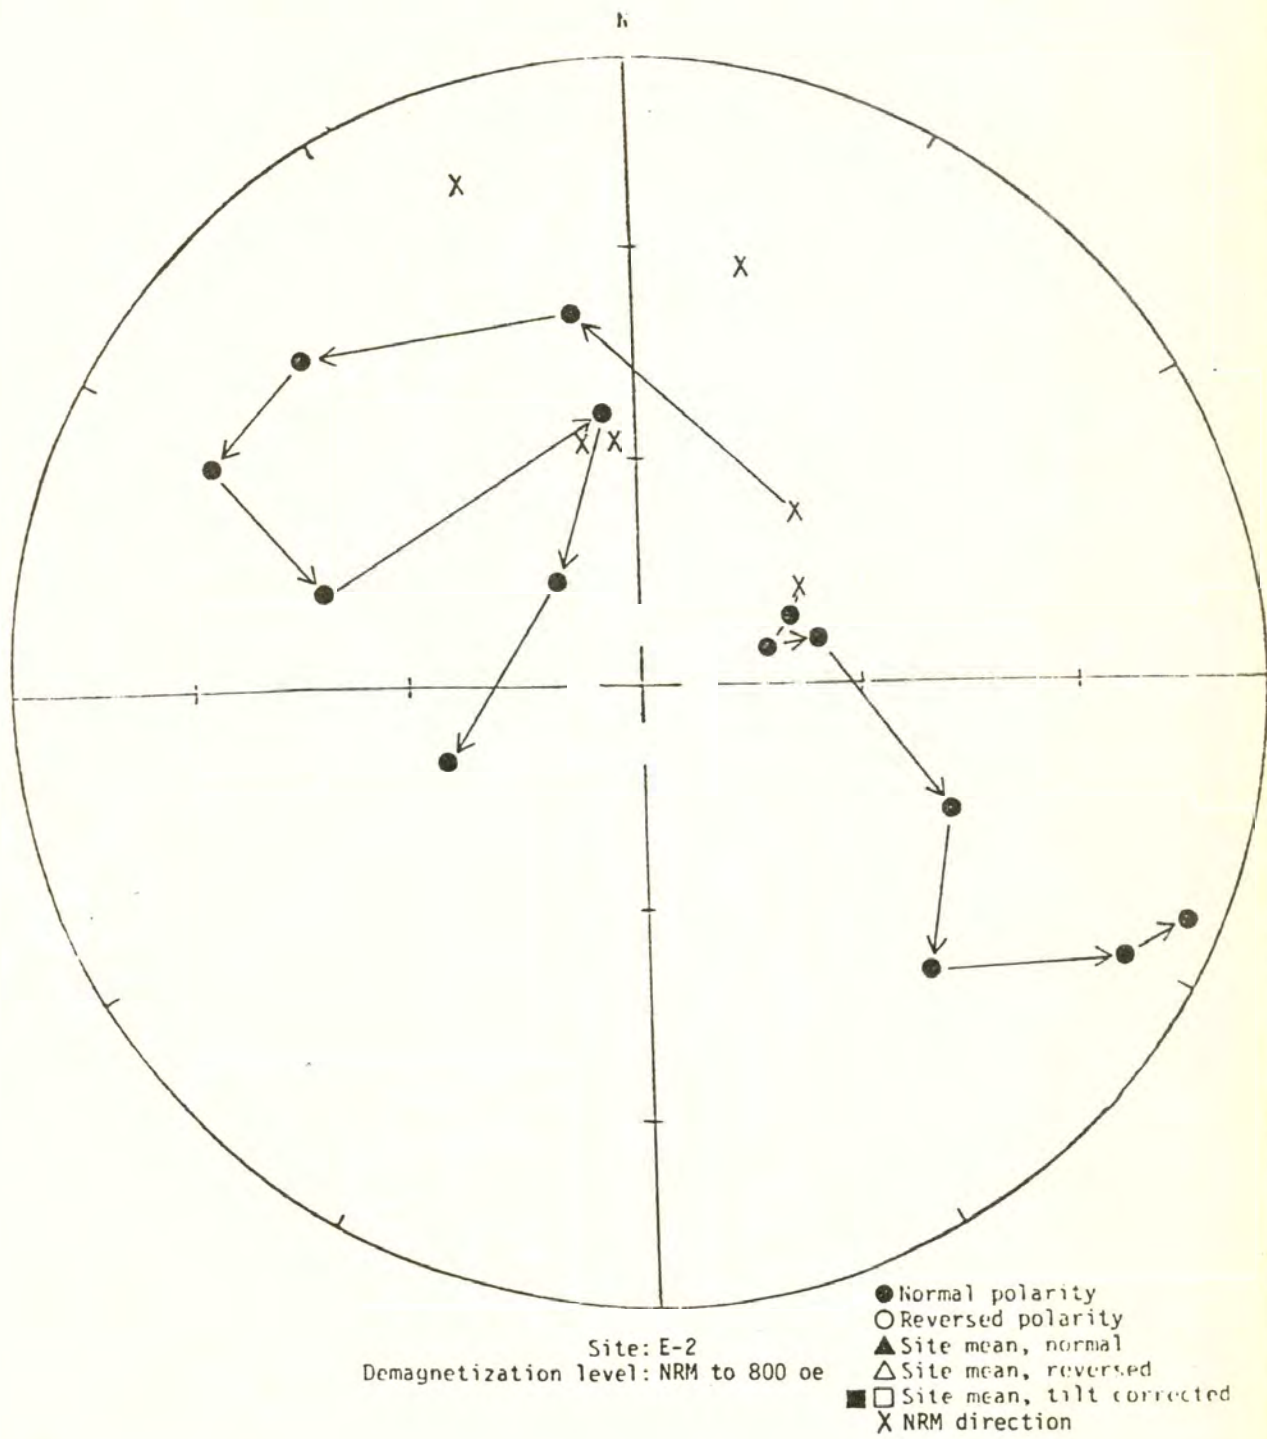 N
X
X
X X
X
X
Site: E-2
Demagnetization level: NRM to 800 oe
Normal polarity
Reversed polarity
Site mean, normal
Site mean, reversed
Site mean, tilt corrected
X NRM direction